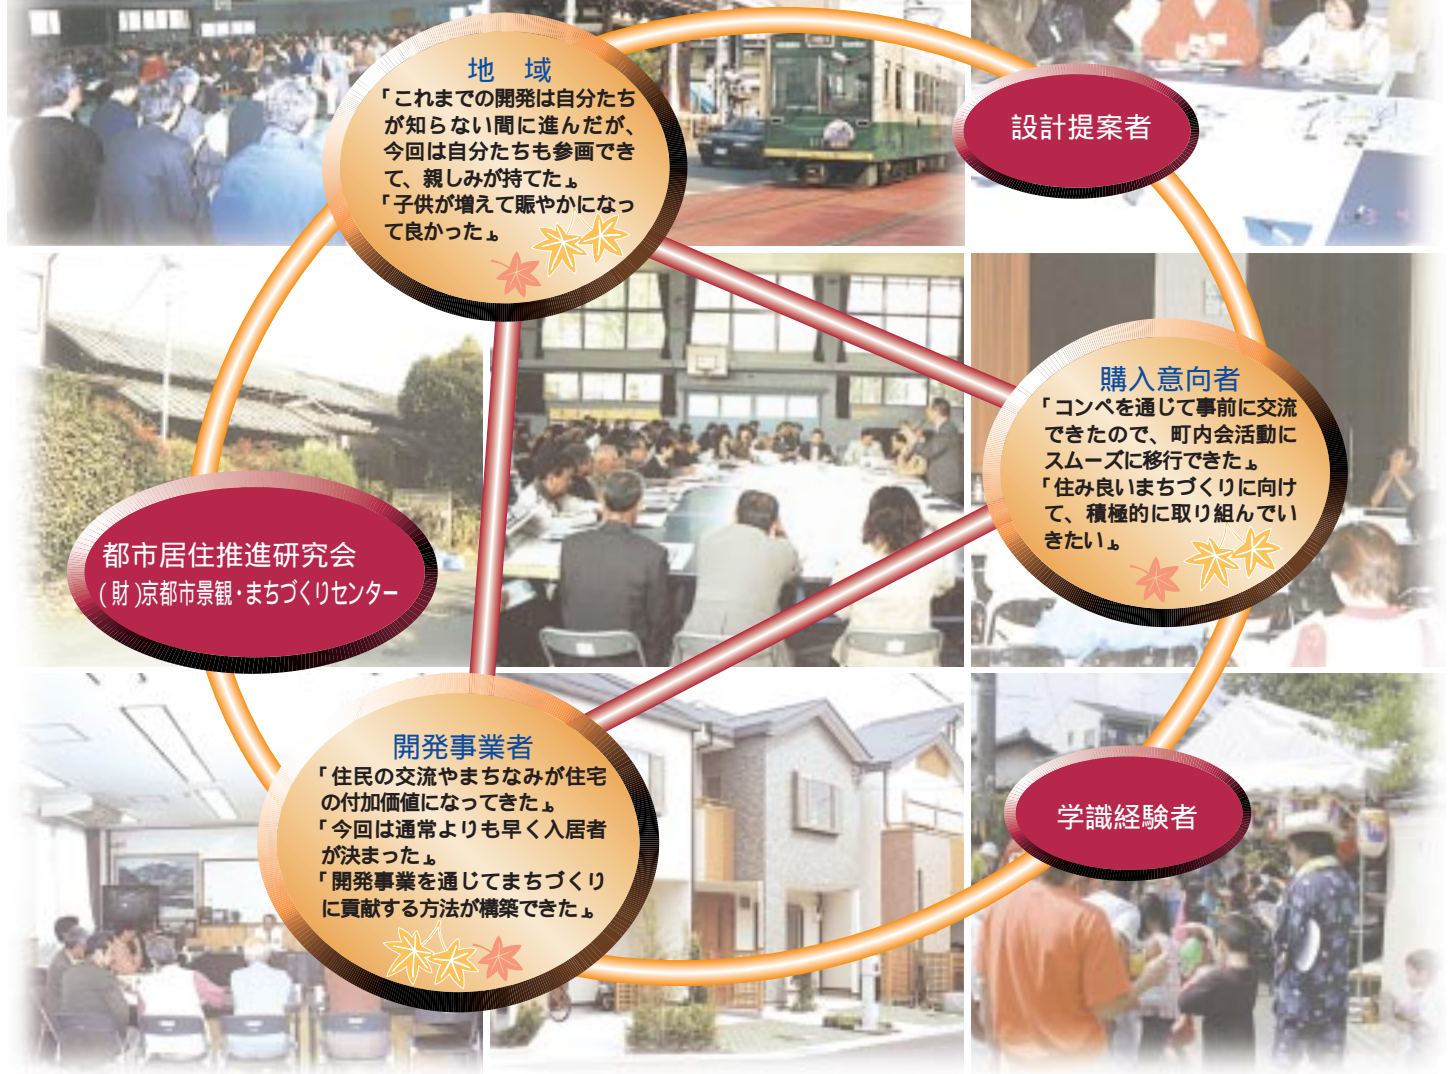 地　域
「これまでの開発は自分たち
が知らない間に進んだが、
今回は自分たちも参画でき
て、親しみが持てた」。
「子供が増えて賑やかになっ
て良かった」。
設計提案者
購入意向者
「コンペを通じて事前に交流
できたので、町内会活動に
スムーズに移行できた」。
「住み良いまちづくりに向け
て、積極的に取り組んでい
きたい」。
都市居住推進研究会
(財)京都市景観・まちづくりセンター
開発事業者
「住民の交流やまちなみが住宅
の付加価値になってきた」。
「今回は通常よりも早く入居者
が決まった」。
「開発事業を通じてまちづくり
に貢献する方法が構築できた」。
学識経験者